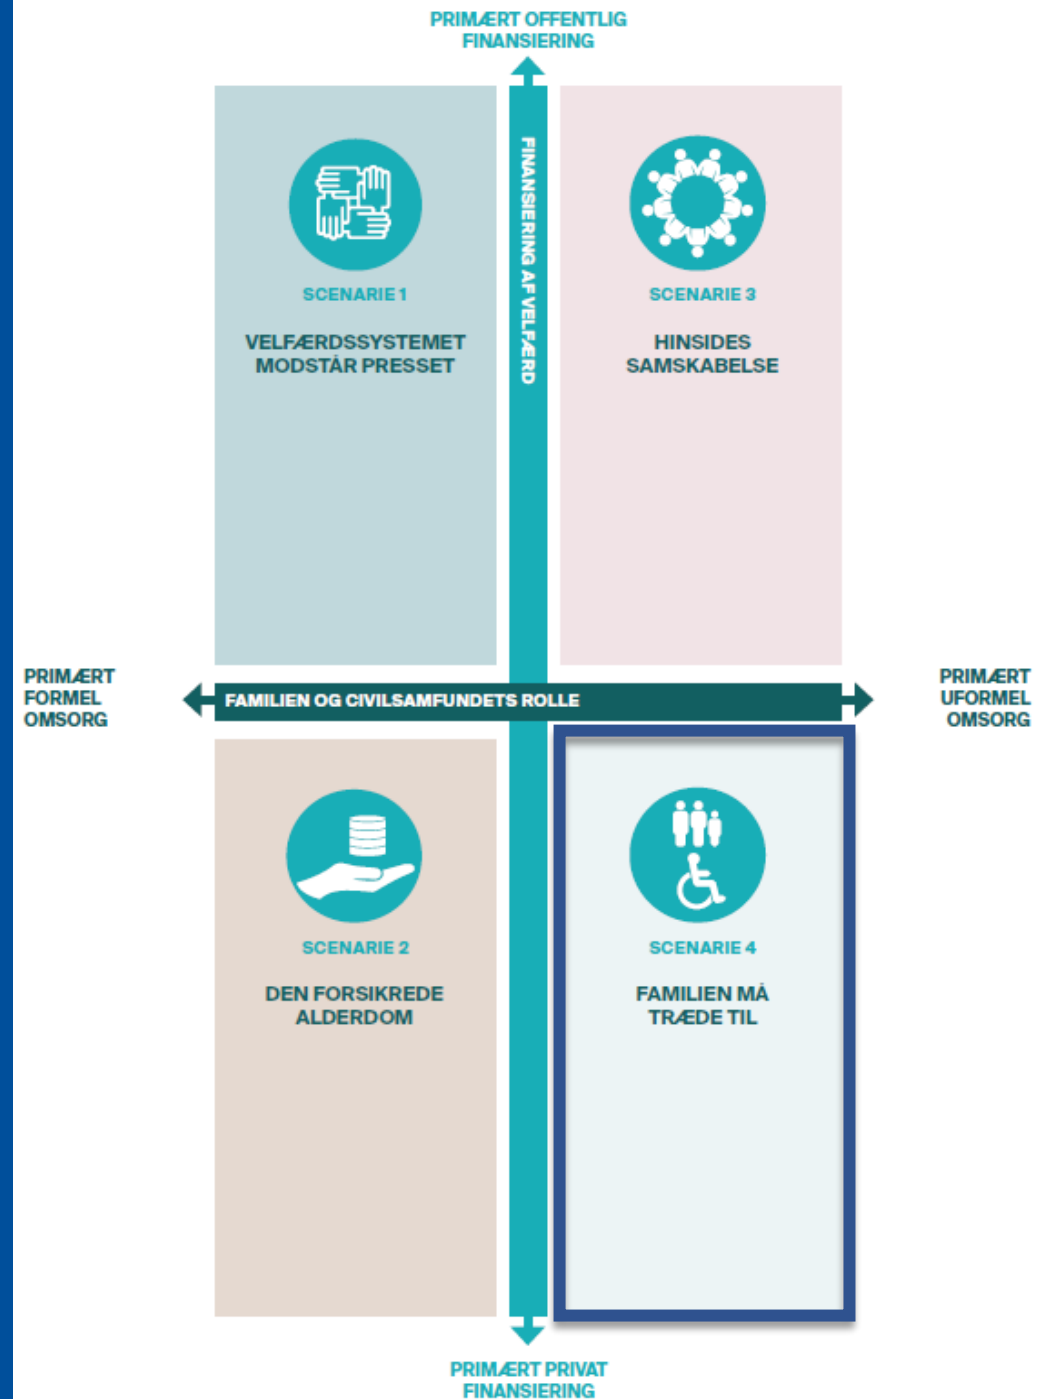 PRIMÆRT OFFENTLIG
FINANSIERING
FINANSIERING AF VELFÆRD
SCENARIE 1
VELFÆRDSSYSTEMET
MODSTÅR PRESSET
SCENARIE 3
HINSIDES
SAMSKABELSE
PRIMÆRT
FORMEL
OMSORG
FAMILIEN OG CIVILSAMFUNDETS ROLLE
PRIMÆRT
UFORMEL
OMSORG
SCENARIE 2
DEN FORSIKREDE
ALDERDOM
SCENARIE 4
FAMILIEN MÅ
TRÆDE TIL
PRIMÆRT PRIVAT
FINANSIERING